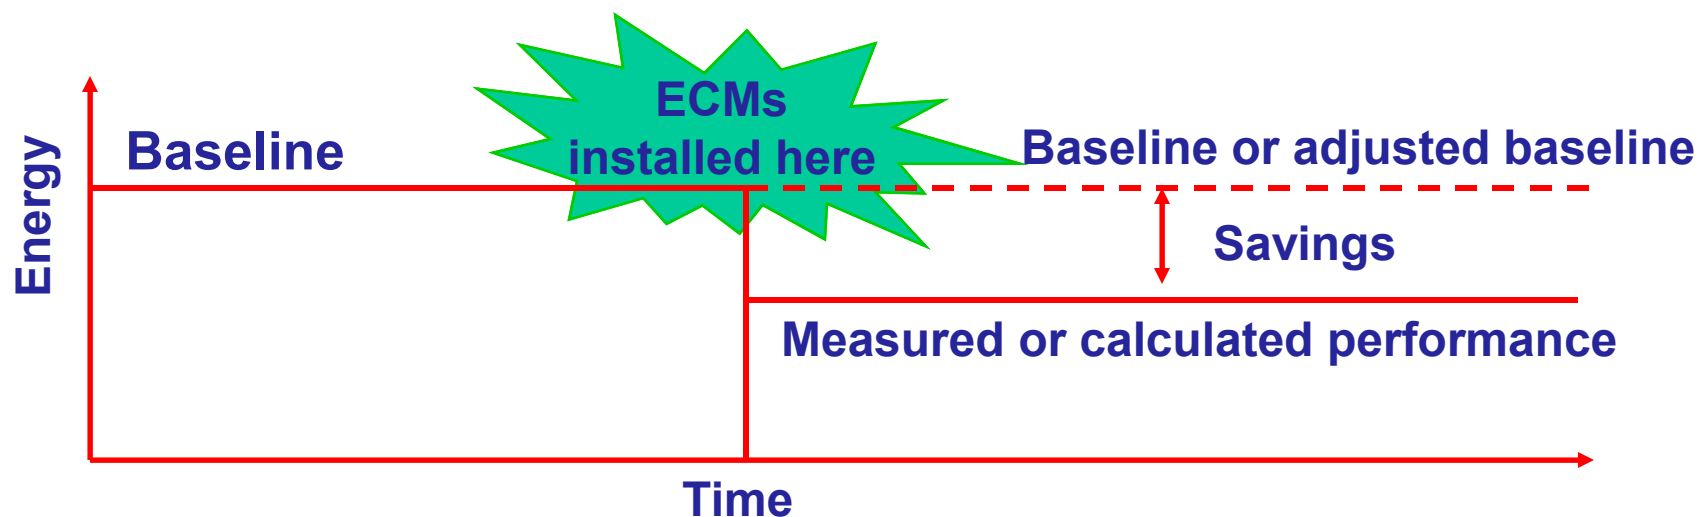 ECMs
installed here
Baseline
Baseline or adjusted baseline
Energy
Savings
Measured or calculated performance
Time